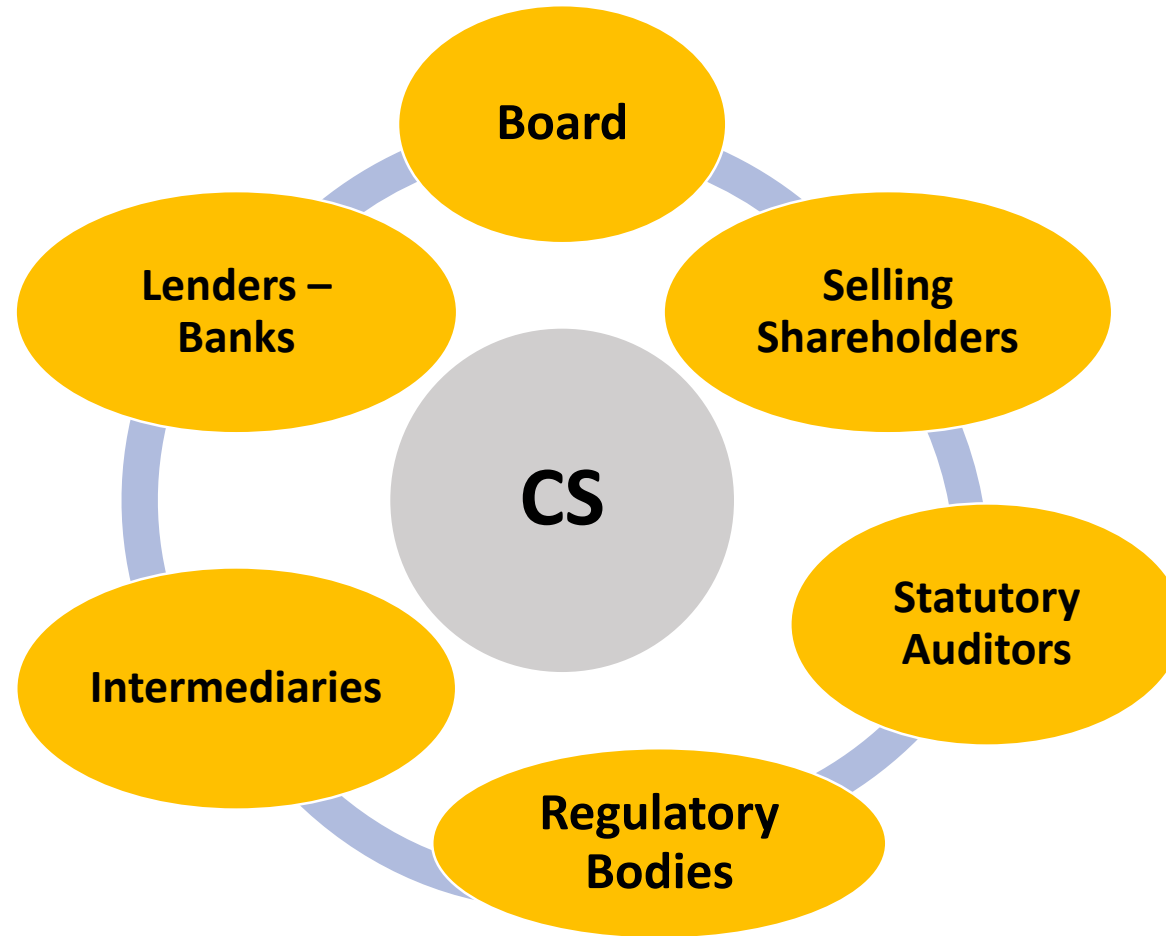 Board
Lenders –
Banks
Selling
Shareholders
CS
Statutory
Auditors
Intermediaries
Regulatory
Bodies